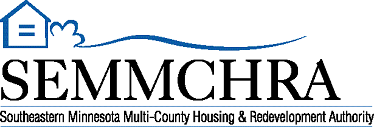 SEMMCHRA
Southeastern Minnesota Multi-County Housing & Redevelopment Authority